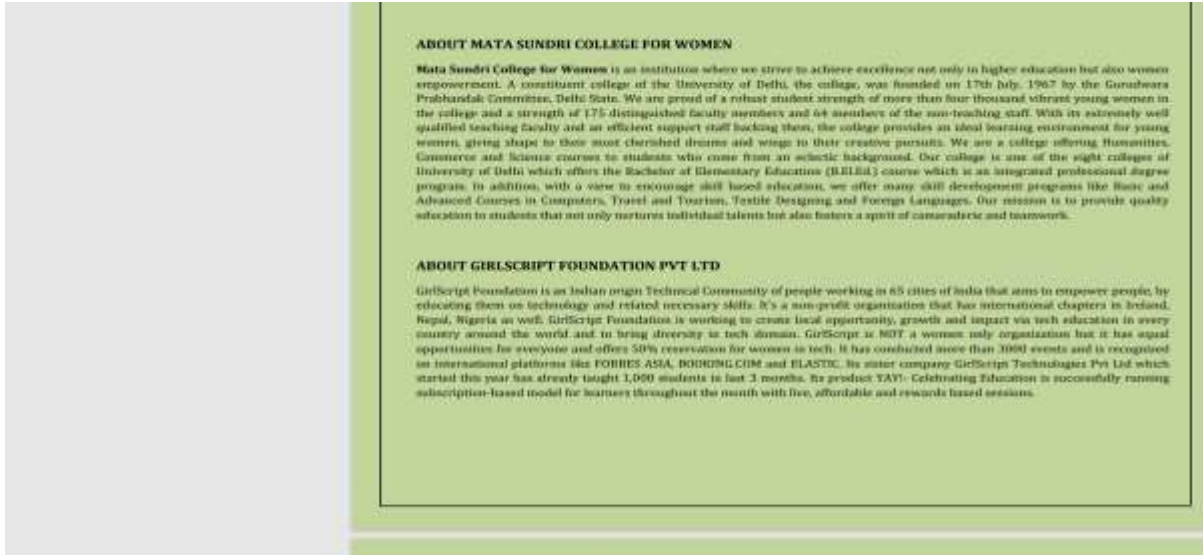 ABOUT MATA SUNDRI COLLEGE FOR WOMEN
Mata Sundri College for Women is an institution where we strive to achieve excellence not only in higher education but also women
empowerment. A constituent college of the University of Delhi, the college, was founded on 17th July, 1967 by the Gurudwara
Prabhandak Committee, Delhi State. We are proud of a robust student strength of more than four thousand vibrant young women in
the college and a strength of 175 distinguished faculty members and 64 members of the non-teaching staff. With its extremely well
qualified teaching faculty and an efficient support staff backing them, the college provides an ideal learning environment for young
women, giving shape to their most cherished dreams and wings to their creative pursuits. We are a college offering Humanities,
Commerce and Science courses to students who come from an eclectic background. Our college is one of the eight colleges of
University of Delhi which offers the Bachelor of Elementary Education (B.El.Ed.) course which is an integrated professional degree
program. In addition, with a view to encourage skill based education, we offer many skill development programs like Basic and
Advanced Courses in Computers, Travel and Tourism, Textile Designing and Foreign Languages. Our mission is to provide quality
education to students that not only nurtures individual talents but also fosters a spirit of camaraderie and teamwork.
ABOUT GIRLSCRIPT FOUNDATION PVT LTD
GirlScript Foundation is an Indian origin Technical Community of people working in 65 cities of India that aims to empower people, by
educating them on technology and related necessary skills. It's a non-profit organization that has international chapters in Ireland,
Nepal, Nigeria as well. GirlScript Foundation is working to create local opportunity, growth and impact via tech education in every
country around the world and to bring diversity in tech domain. GirlScript is NOT a women only organization but it has equal
opportunities for everyone and offers 50% reservation for women in tech. It has conducted more than 3000 events and is recognised
on international platforms like FORBES ASIA, BOOKING.COM and ELASTIC. Its sister company GirlScript Technologies Pvt Ltd which
started this year has already taught 1,000 students in last 3 months. Its product YAY!- Celebrating Education is successfully running
subscription-based model for learners throughout the month with live, affordable and rewards based sessions.